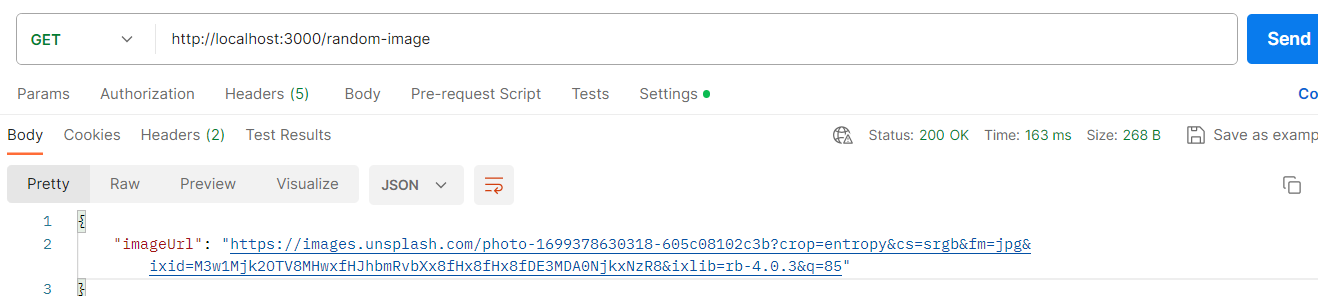 GET http://localhost:3000/random-image Send
Params Authorization Headers (5) Body Pre-request Script Tests Settings Co
Body Cookies Headers (2) Test Results Status: 200 OK Time: 163 ms Size: 268 B Save as examp
Pretty Raw Preview Visualize JSON
1 {
2 "imageUrl": "https://images.unsplash.com/photo-1699378630318-605c08102c3b?crop=entropy&cs=srgb&fm=jpg&
ixid=M3w1Mjk2OTV8MHwxfHJhbmRvbXx8fHx8fHx8fDE3MDA0NjkxNzR8&ixlib=rb-4.0.3&q=85"
3 }